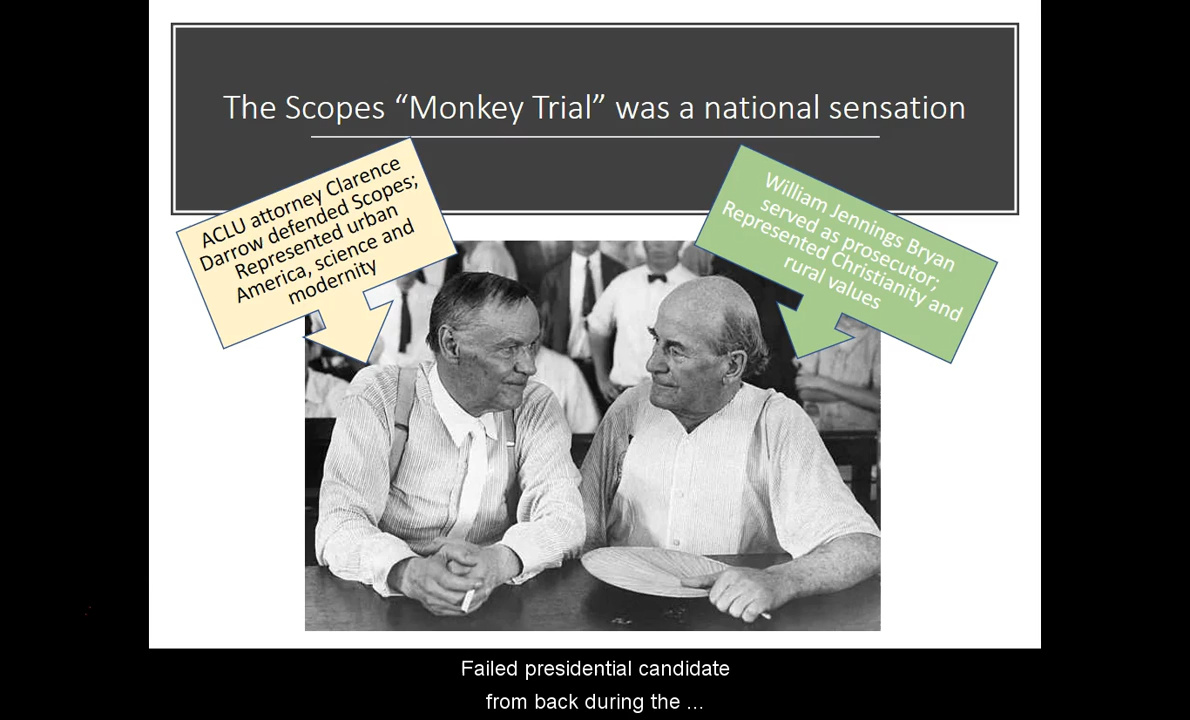 The Scopes “Monkey Trial” was a national sensation
ACLU attorney Clarence
Darrow defended Scopes;
Represented urban
America, science and
modernity
William Jennings Bryan
served as prosecutor;
Represented Christianity and
rural values
Failed presidential candidate
from back during the ...